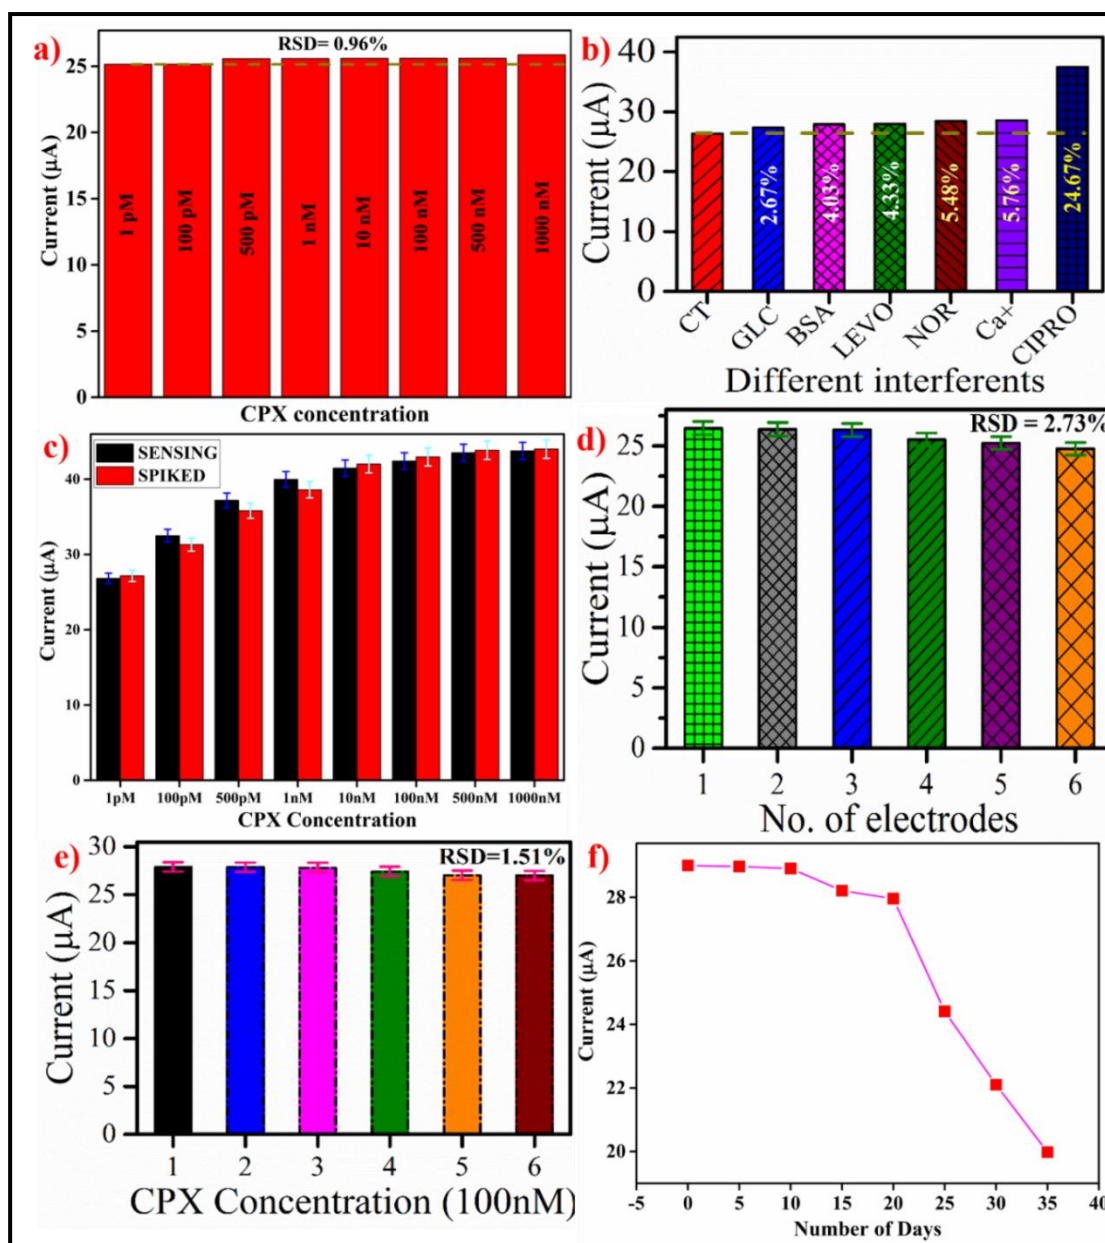 a)
RSD= 0.96%
25
20
15
10
5
0
Current (µA)
1 pM
100 pM
500 pM
1 nM
10 nM
100 nM
500 nM
1000 nM
CPX concentration
b)
40
30
20
10
0
Current (µA)
2.67%
4.03%
4.33%
5.48%
5.76%
24.67%
CT
GLC
BSA
LEVO
NOR
Ca+
CIPRO
Different interferents
c)
SENSING
SPIKED
40
30
20
10
0
Current (µA)
1pM
100pM
500pM
1nM
10nM
100nM
500nM
1000nM
CPX Concentration
d)
RSD = 2.73%
25
25
25
25
5
0
Current (µA)
1 2 3 4 5 6
No. of electrodes
e)
RSD=1.51%
30
27
20
15
10
5
0
Current (µA)
1 2 3 4 5 6
CPX Concentration (100nM)
f)
28
26
24
22
20
Current (µA)
-5 0 5 10 15 20 25 30 35 40
Number of Days